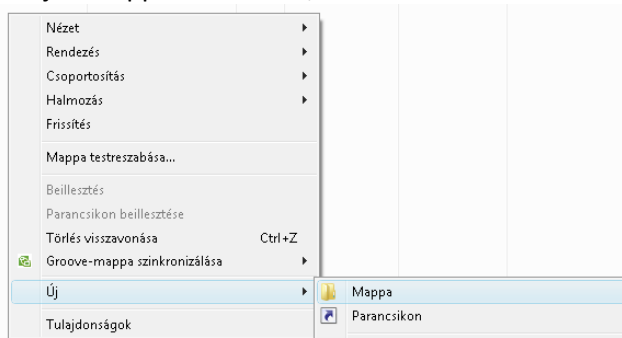 Nézet
Rendezés
Csoportosítás
Halmozás
Frissítés
Mappa testreszabása...
Beillesztés
Parancsikon beillesztése
Törlés visszavonása Ctrl+Z
Groove-mappa szinkronizálása
Új
Mappa
Parancsikon
Tulajdonságok